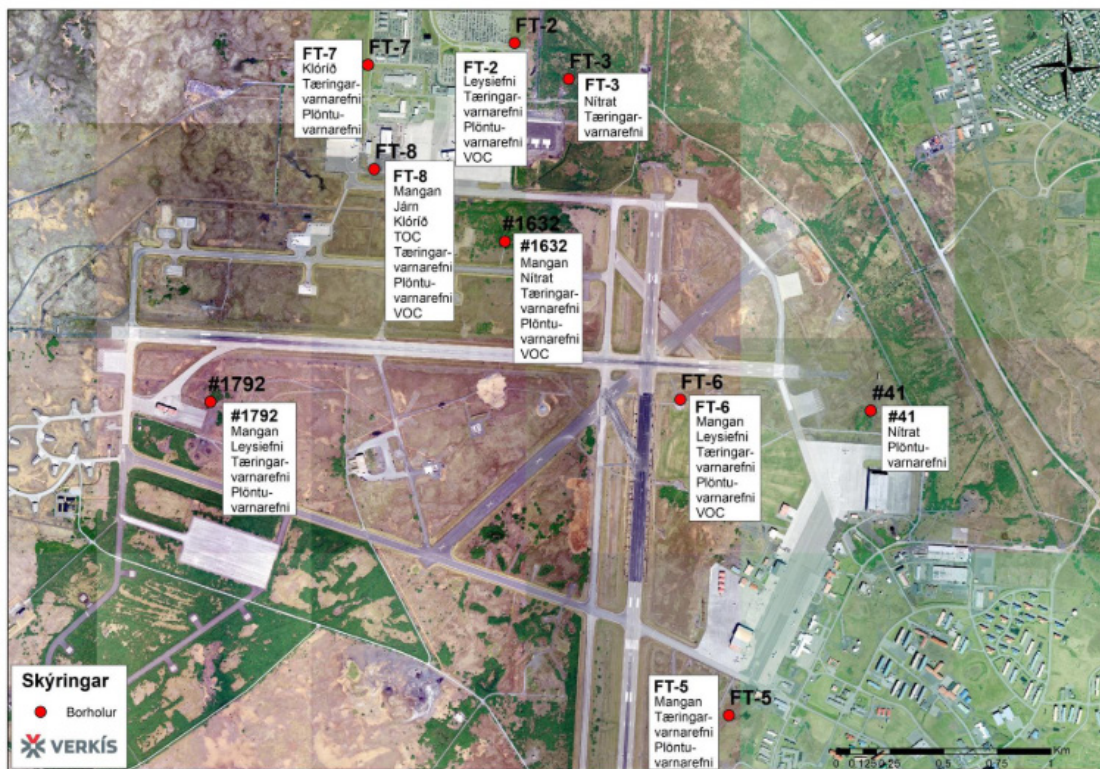 FT-7
FT-7
Klóríð
Tæringar-
varnarefni
Plöntu-
varnarefni
FT-2
FT-2
Leysiefni
Tæringar-
varnarefni
Plöntu-
varnarefni
VOC
FT-3
FT-3
Nítrat
Tæringar-
varnarefni
FT-8
FT-8
Mangan
Járn
Klóríð
TOC
Tæringar-
varnarefni
Plöntu-
varnarefni
VOC
#1632
#1632
Mangan
Nítrat
Tæringar-
varnarefni
Plöntu-
varnarefni
VOC
#1792
#1792
Mangan
Leysiefni
Tæringar-
varnarefni
Plöntu-
varnarefni
FT-6
FT-6
Mangan
Leysiefni
Tæringar-
varnarefni
Plöntu-
varnarefni
VOC
#41
#41
Nítrat
Plöntu-
varnarefni
FT-5
FT-5
Mangan
Tæringar-
varnarefni
Plöntu-
varnarefni
Skýringar
Borholur
VERKÍS
Km
0 0.125 0.25 0.5 0.75 1